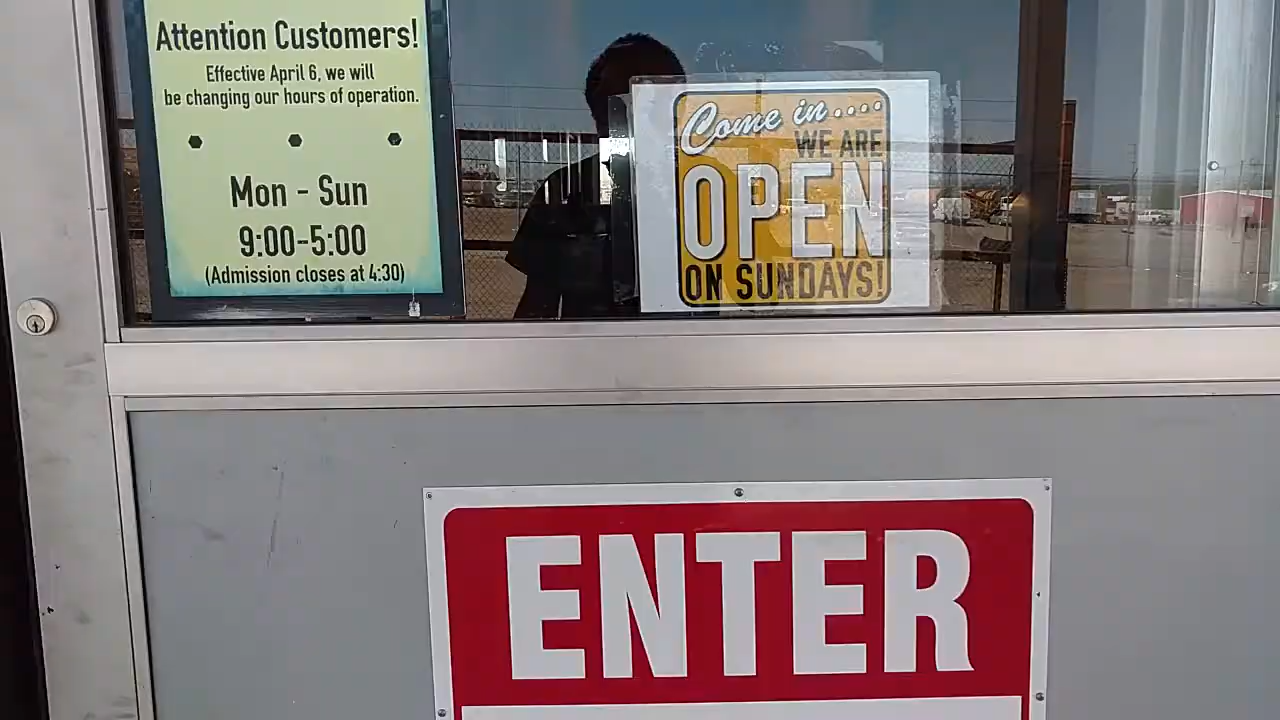 Attention Customers!
Effective April 6, we will
be changing our hours of operation.
Mon - Sun
9:00-5:00
(Admission closes at 4:30)
Come in....
WE ARE
OPEN
ON SUNDAYS!
ENTER